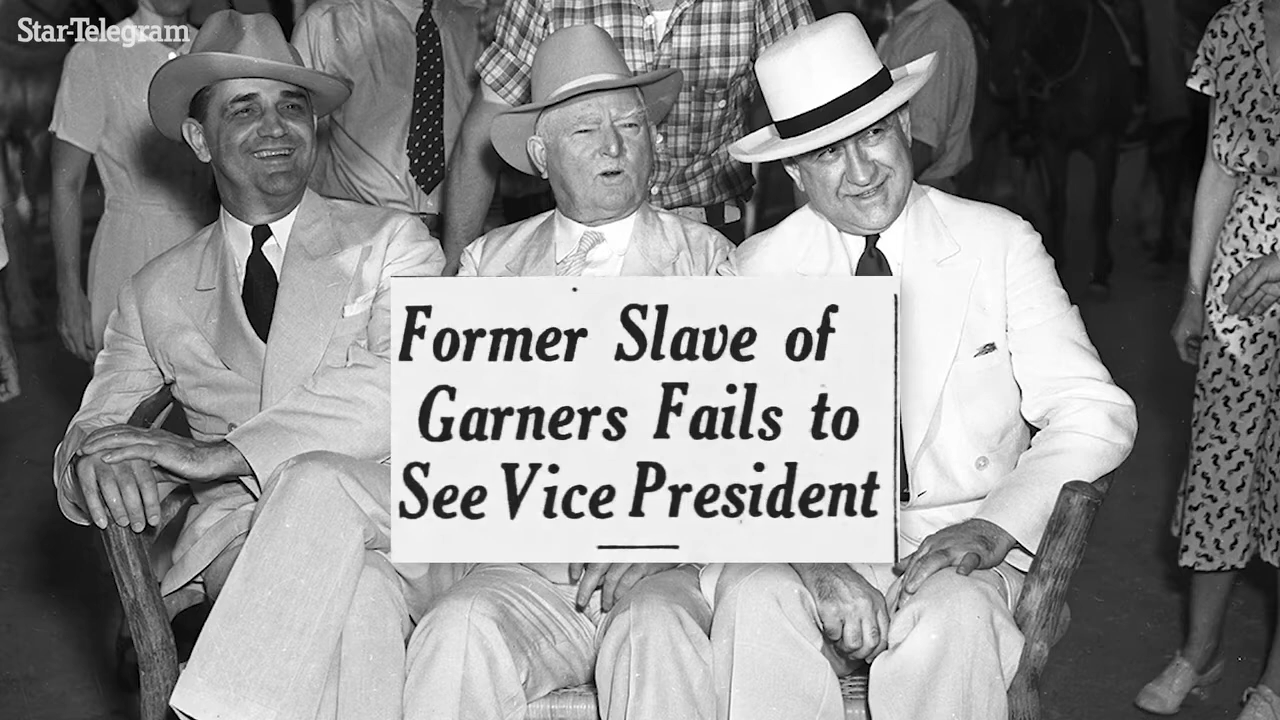 Star-Telegram
Former Slave of
Garners Fails to
See Vice President